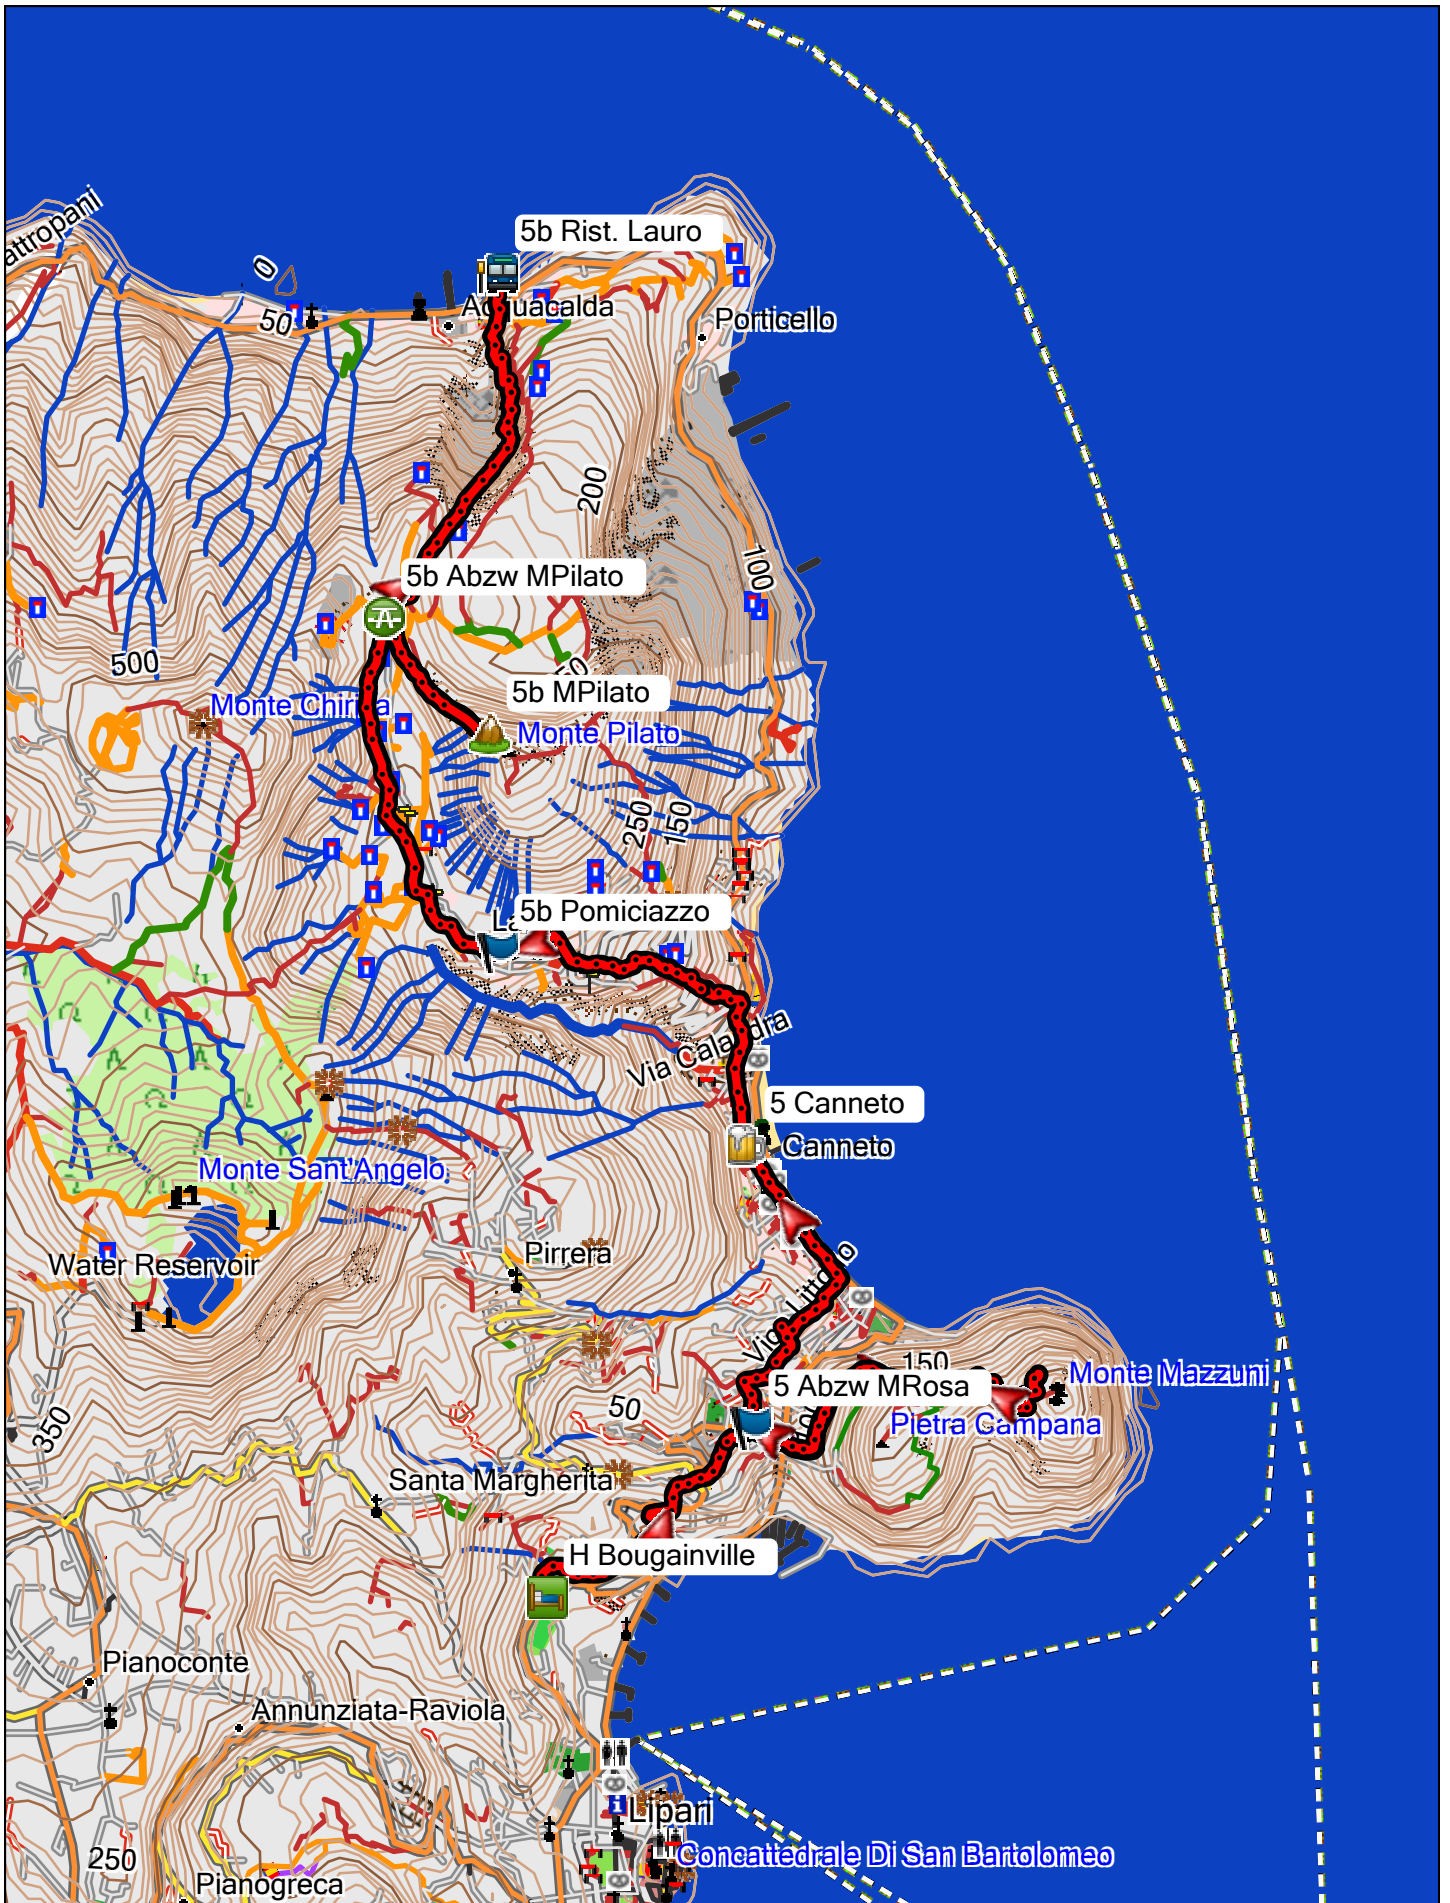 attropani
0
50
5b Rist. Lauro
Acquacalda
Porticello
200
100
5b Abzw MPilato
500
5b MPilato
Monte Pilato
250
150
5b Pomiciazzo
5 Canneto
Canneto
Monte Sant'Angelo
Water Reservoir
Pirrera
150
Monte Mazzuni
5 Abzw MRosa
Pietra Campana
350
50
Santa Margherita
H Bougainville
Pianoconte
Annunziata-Raviola
Lipari
Concattedrale Di San Bartolomeo
250
Pianogreca